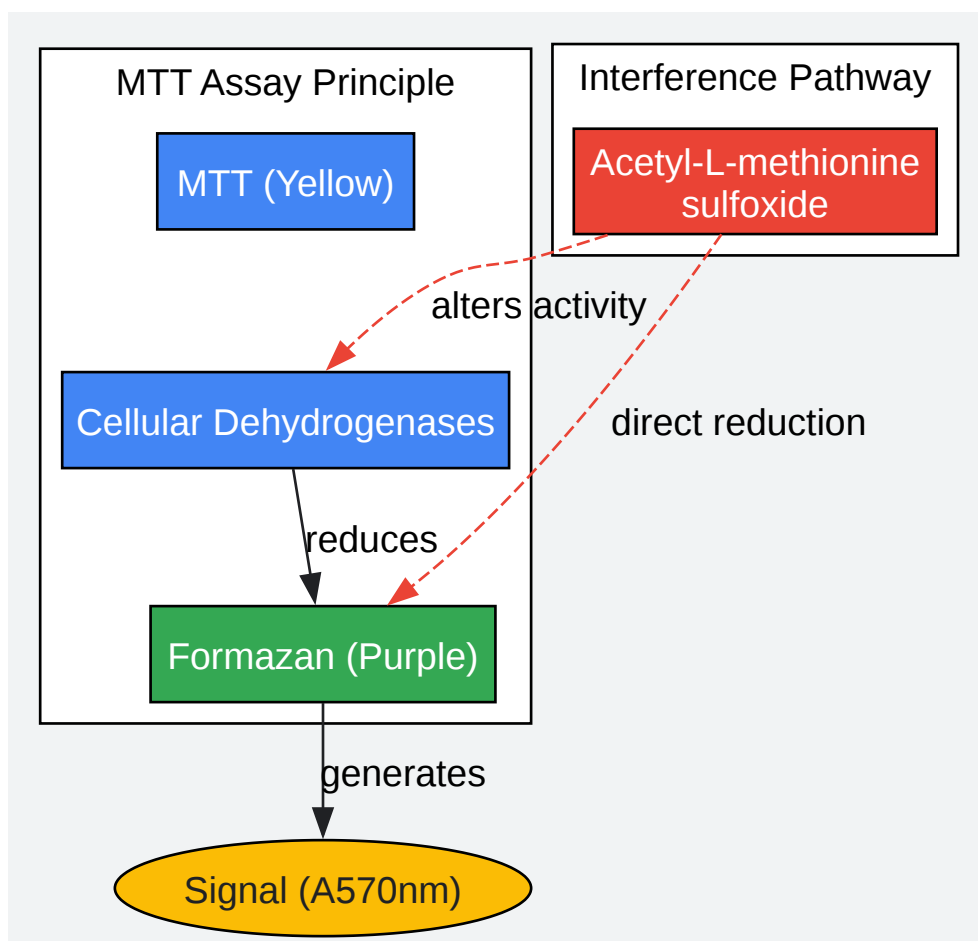 MTT Assay Principle
Interference Pathway
MTT (Yellow)
Acetyl-L-methionine
sulfoxide
alters activity
Cellular Dehydrogenases
direct reduction
reduces
Formazan (Purple)
generates
Signal (A570nm)